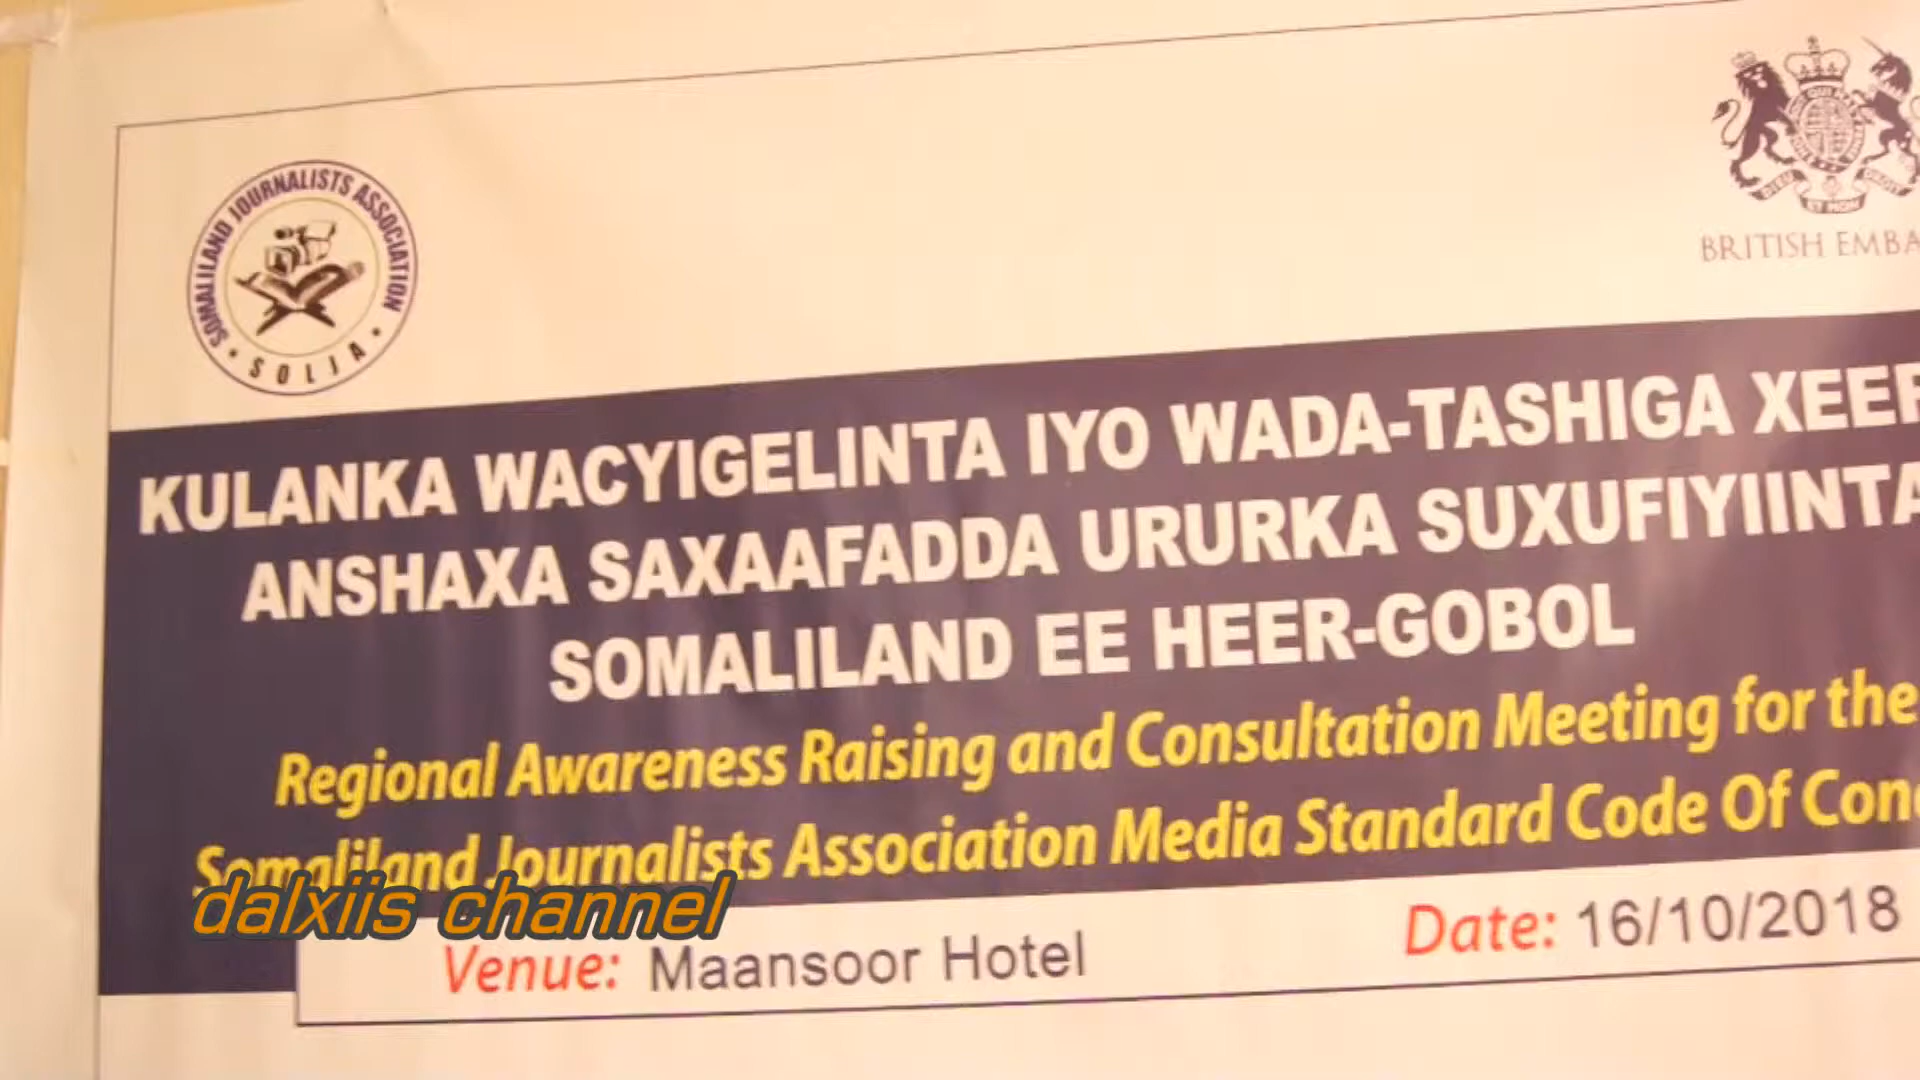 SOMALILAND JOURNALISTS ASSOCIATION
SOLJA
BRITISH EMBA
KULANKA WACYIGELINTA IYO WADA-TASHIGA XEER
ANSHAXA SAXAAFADDA URURKA SUXUFIYIINTA
SOMALILAND EE HEER-GOBOL
Regional Awareness Raising and Consultation Meeting for the
Somaliland Journalists Association Media Standard Code Of Con
dalxiis channel
Venue: Maansoor Hotel
Date: 16/10/2018